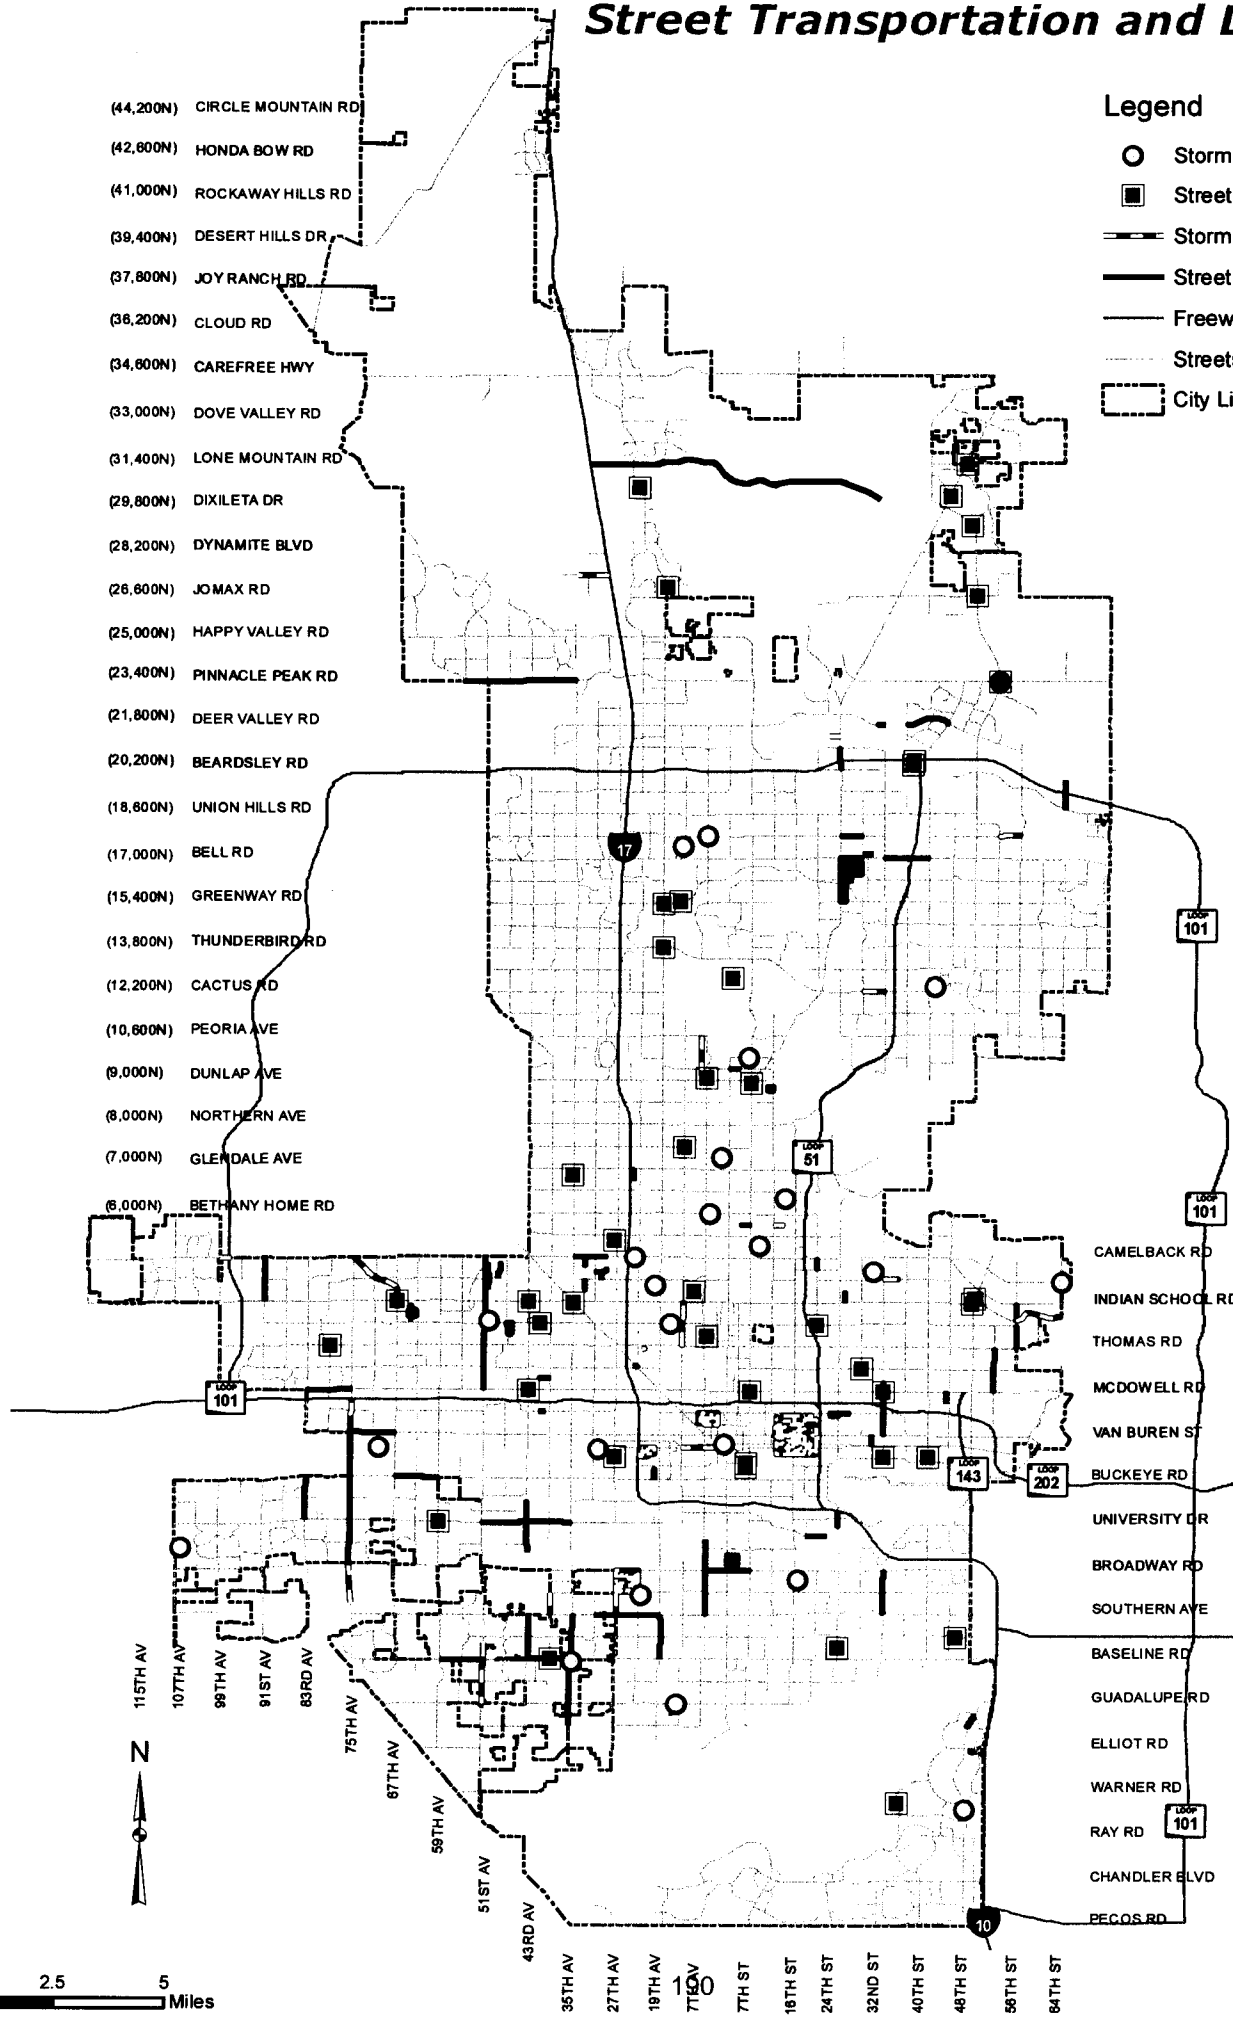 Street Transportation and
Legend
Storm
Street
Storm
Street
Freew
Streets
City Li
(44,200N) CIRCLE MOUNTAIN RD
(42,600N) HONDA BOW RD
(41,000N) ROCKAWAY HILLS RD
(39,400N) DESERT HILLS DR
(37,800N) JOY RANCH RD
(36,200N) CLOUD RD
(34,600N) CAREFREE HWY
(33,000N) DOVE VALLEY RD
(31,400N) LONE MOUNTAIN RD
(29,800N) DIXILETA DR
(28,200N) DYNAMITE BLVD
(26,600N) JOMAX RD
(25,000N) HAPPY VALLEY RD
(23,400N) PINNACLE PEAK RD
(21,800N) DEER VALLEY RD
(20,200N) BEARDSLEY RD
(18,600N) UNION HILLS RD
(17,000N) BELL RD
(15,400N) GREENWAY RD
(13,800N) THUNDERBIRD RD
(12,200N) CACTUS RD
(10,600N) PEORIA AVE
(9,000N) DUNLAP AVE
(8,000N) NORTHERN AVE
(7,000N) GLENDALE AVE
(6,000N) BETHANY HOME RD
17
LOOP 101
LOOP 51
LOOP 101
LOOP 101
LOOP 143
LOOP 202
LOOP 101
10
CAMELBACK RD
INDIAN SCHOOL RD
THOMAS RD
MCDOWELL RD
VAN BUREN ST
BUCKEYE RD
UNIVERSITY DR
BROADWAY RD
SOUTHERN AVE
BASELINE RD
GUADALUPE RD
ELLIOT RD
WARNER RD
RAY RD
CHANDLER BLVD
PECOS RD
115TH AV
107TH AV
99TH AV
91ST AV
83RD AV
75TH AV
67TH AV
59TH AV
51ST AV
43RD AV
35TH AV
27TH AV
19TH AV
7TH AV
7TH ST
16TH ST
24TH ST
32ND ST
40TH ST
48TH ST
56TH ST
64TH ST
N
2.5 5
Miles
190